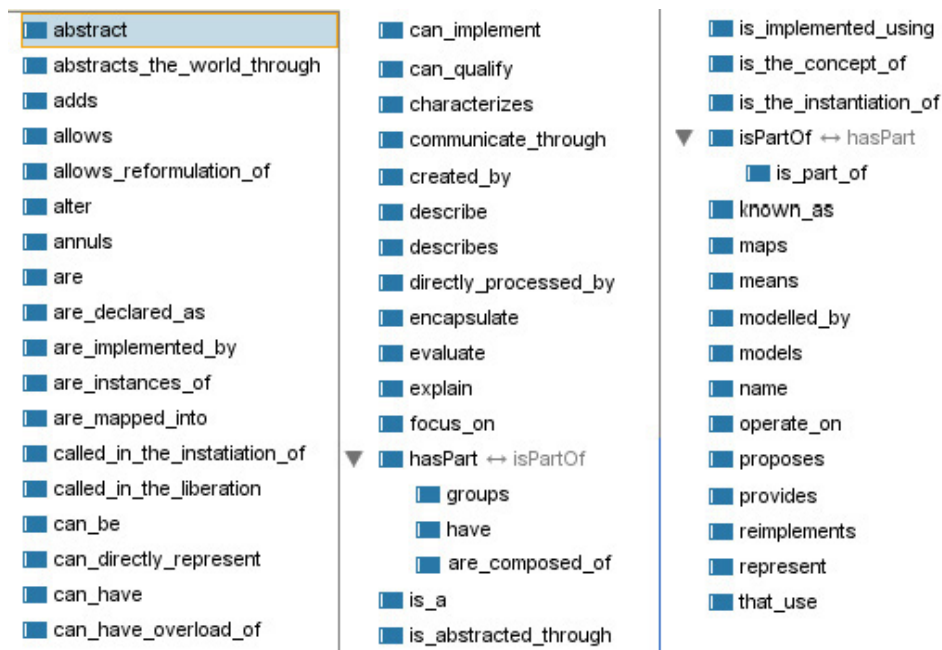 abstract
abstracts_the_world_through
adds
allows
allows_reformulation_of
alter
annuls
are
are_declared_as
are_implemented_by
are_instances_of
are_mapped_into
called_in_the_instatiation_of
called_in_the_liberation
can_be
can_directly_represent
can_have
can_have_overload_of
can_implement
can_qualify
characterizes
communicate_through
created_by
describe
describes
directly_processed_by
encapsulate
evaluate
explain
focus_on
hasPart ↔ isPartOf
groups
have
are_composed_of
is_a
is_abstracted_through
is_implemented_using
is_the_concept_of
is_the_instantiation_of
isPartOf ↔ hasPart
is_part_of
known_as
maps
means
modelled_by
models
name
operate_on
proposes
provides
reimplements
represent
that_use